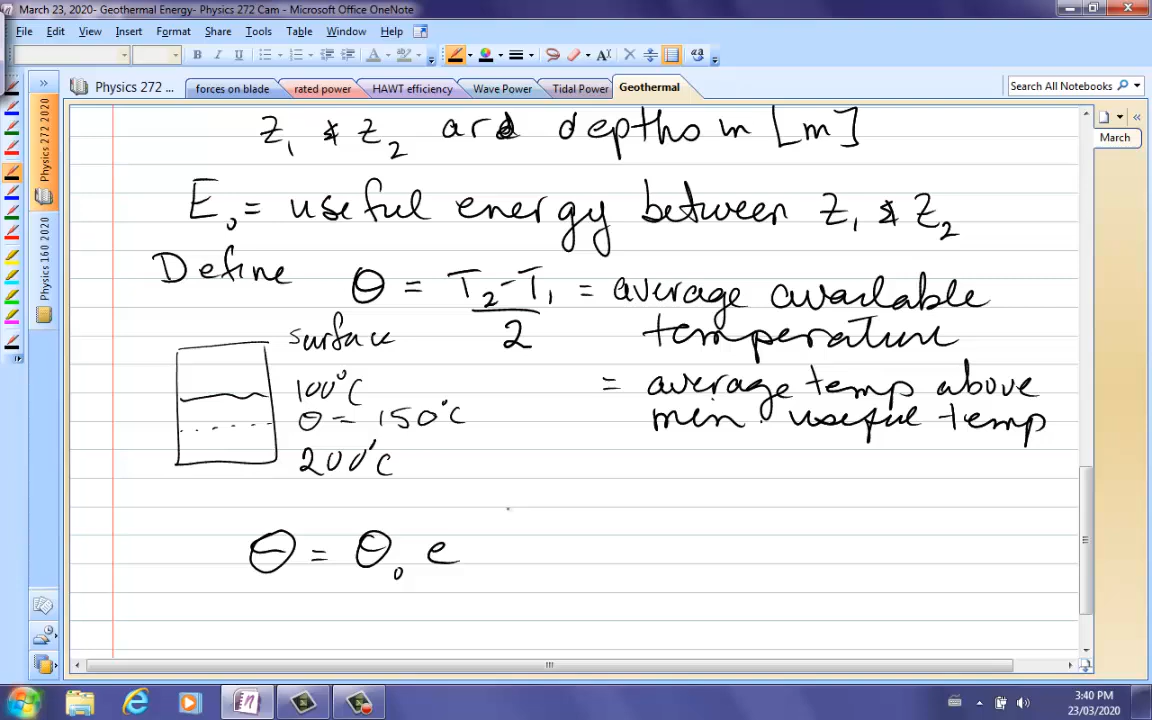 March 23, 2020- Geothermal Energy- Physics 272 Cam - Microsoft Office OneNote
File Edit View Insert Format Share Tools Table Window Help
Physics 272 ... forces on blade rated power HAWT efficiency Wave Power Tidal Power Geothermal Search All Notebooks
March
Physics 272 2020
Physics 160 2020
z₁ & z₂ are depths in [m]
E₀ = useful energy between z₁ & z₂
Define θ = T₂-T₁/2 = average available
temperature
surface
100°C
θ = 150°C
200°C
= average temp above
min useful temp
θ = θ₀ e
3:40 PM
23/03/2020